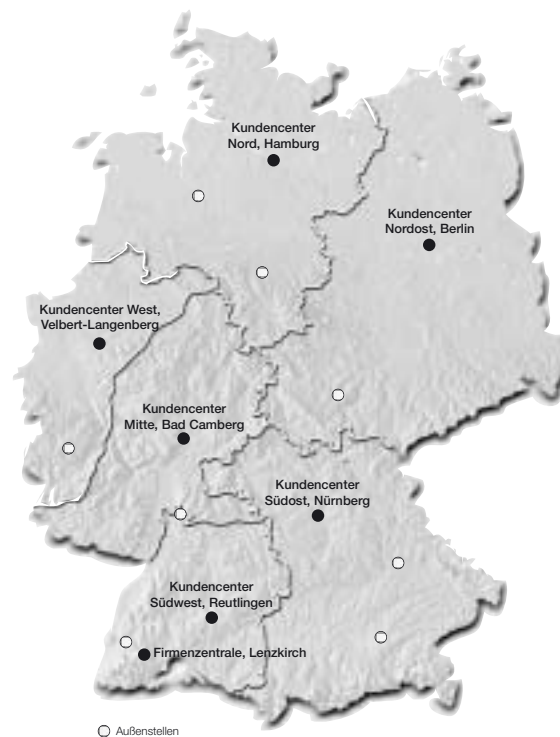 Kundencenter
Nord, Hamburg
Kundencenter
Nordost, Berlin
Kundencenter West,
Velbert-Langenberg
Kundencenter
Mitte, Bad Camberg
Kundencenter
Südost, Nürnberg
Kundencenter
Südwest, Reutlingen
Firmenzentrale, Lenzkirch
Außenstellen